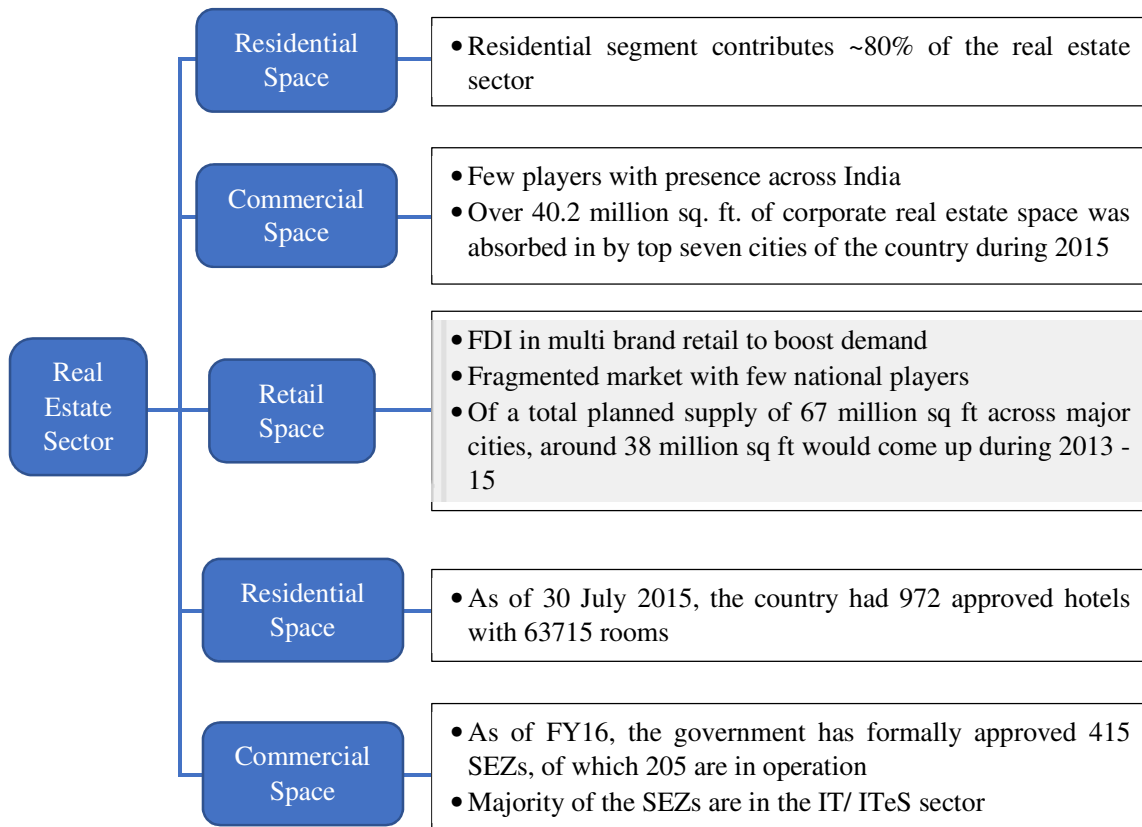 Real
Estate
Sector
Residential
Space
• Residential segment contributes ~80% of the real estate
sector
Commercial
Space
• Few players with presence across India
• Over 40.2 million sq. ft. of corporate real estate space was
absorbed in by top seven cities of the country during 2015
Retail
Space
• FDI in multi brand retail to boost demand
• Fragmented market with few national players
• Of a total planned supply of 67 million sq ft across major
cities, around 38 million sq ft would come up during 2013 -
15
Residential
Space
• As of 30 July 2015, the country had 972 approved hotels
with 63715 rooms
Commercial
Space
• As of FY16, the government has formally approved 415
SEZs, of which 205 are in operation
• Majority of the SEZs are in the IT/ ITeS sector